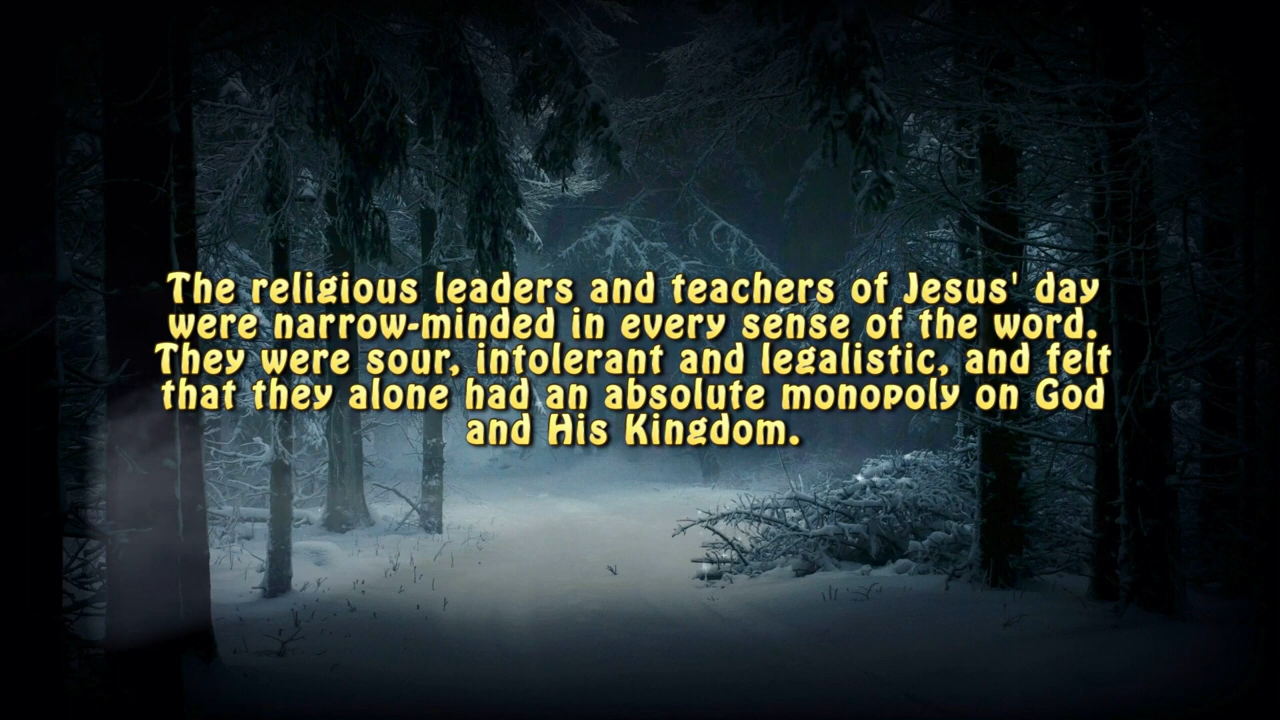 The religious leaders and teachers of Jesus' day
were narrow-minded in every sense of the word.
They were sour, intolerant and legalistic, and felt
that they alone had an absolute monopoly on God
and His Kingdom.